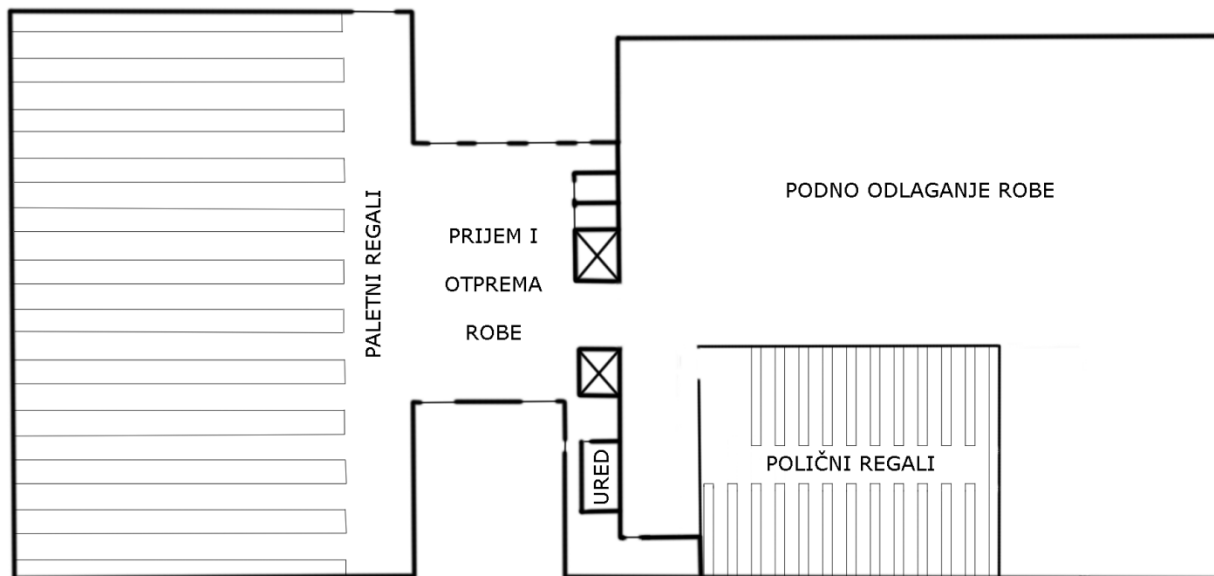 PALETNI REGALI
PRIJEM I
OTPREMA
ROBE
PODNO ODLAGANJE ROBE
URED
POLIČNI REGALI